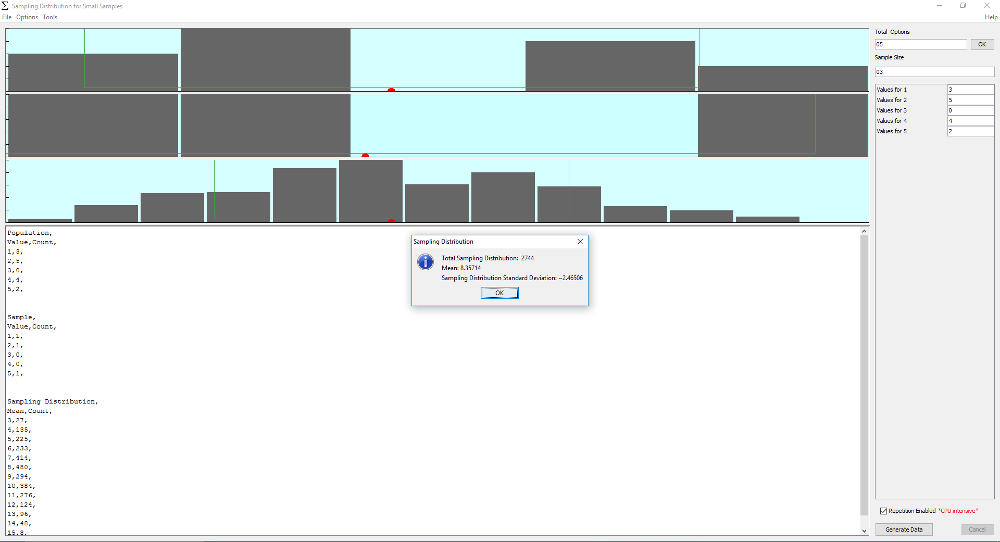 Sampling Distribution for Small Samples
File Options Tools Help
Total Options
05 OK
Sample Size
03
Values for 1 3
Values for 2 5
Values for 3 0
Values for 4 4
Values for 5 2
Population,
Value,Count,
1,3,
2,5,
3,0,
4,4,
5,2,
Sample,
Value,Count,
1,1,
2,1,
3,0,
4,0,
5,1,
Sampling Distribution,
Mean,Count,
3,27,
4,135,
5,225,
6,233,
7,414,
8,480,
9,294,
10,384,
11,276,
12,124,
13,96,
14,48,
15,8,
Sampling Distribution
Total Sampling Distribution: 2744
Mean: 8.35714
Sampling Distribution Standard Deviation: ~2.46506
OK
Repetition Enabled *CPU intensive*
Generate Data Cancel